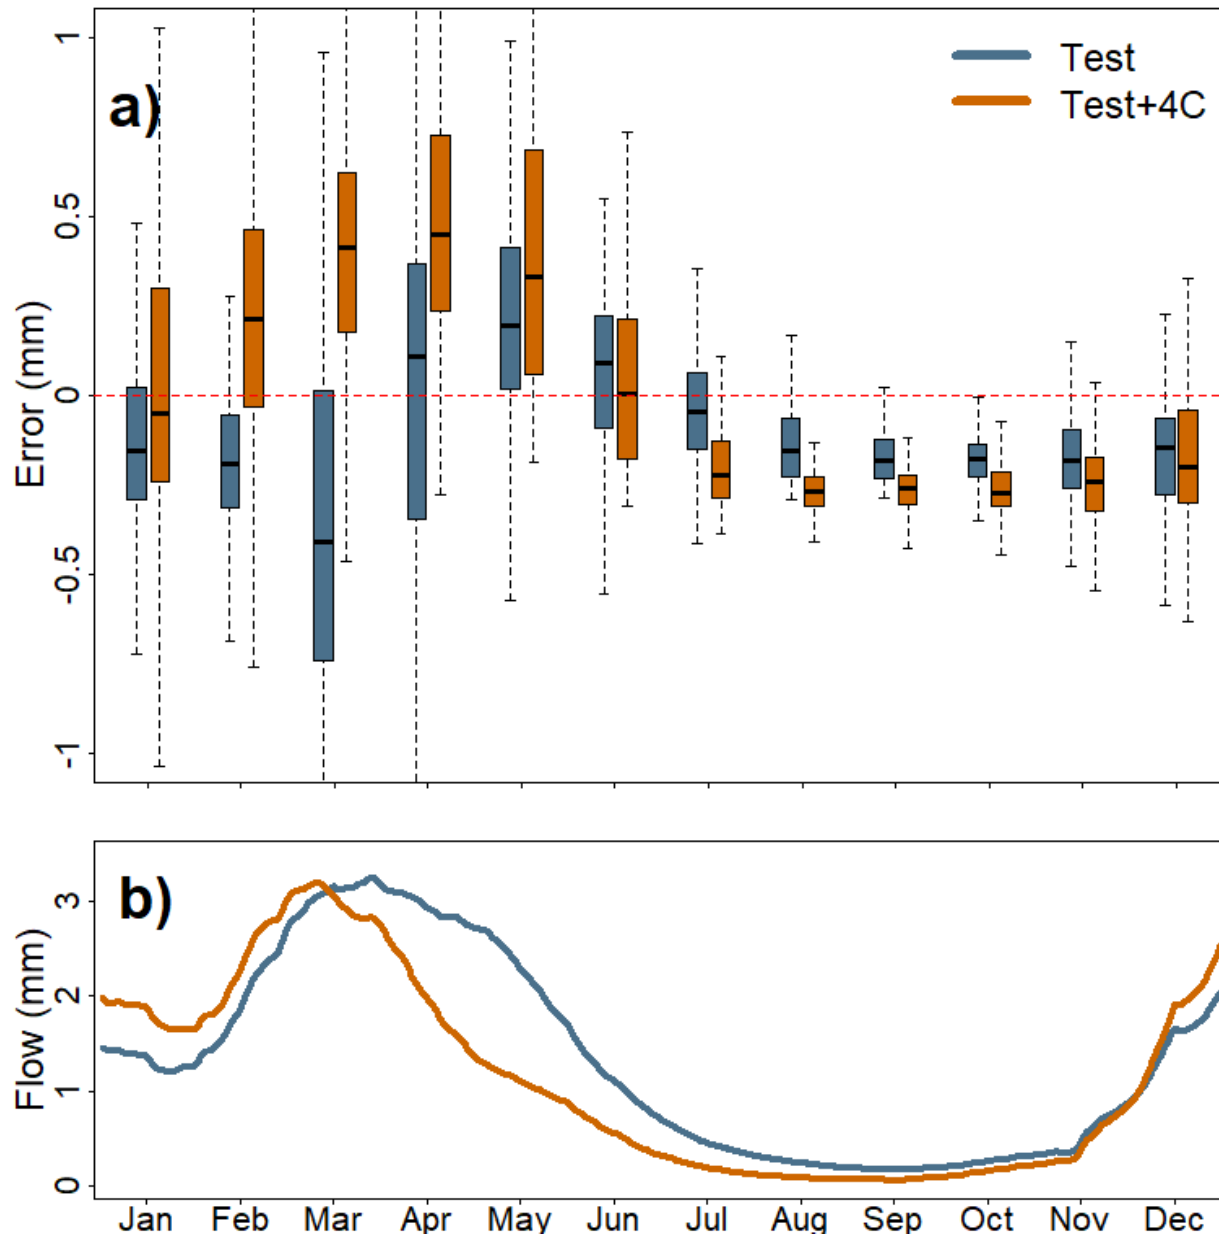 a)
Test
Test+4C
Error (mm)
1
0.5
0
-0.5
-1
b)
Flow (mm)
3
2
1
0
Jan Feb Mar Apr May Jun Jul Aug Sep Oct Nov Dec